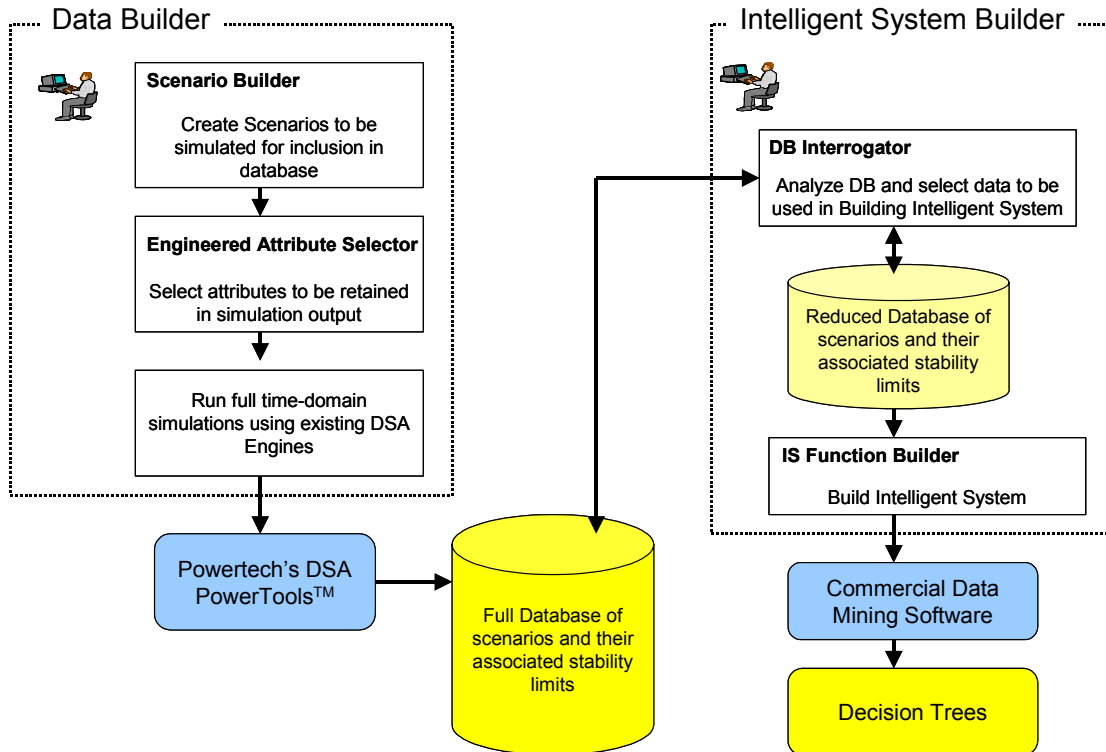 Data Builder
Scenario Builder
Create Scenarios to be
simulated for inclusion in
database
Engineered Attribute Selector
Select attributes to be retained
in simulation output
Run full time-domain
simulations using existing DSA
Engines
Powertech's DSA
PowerTools™
Full Database of
scenarios and their
associated stability
limits
Intelligent System Builder
DB Interrogator
Analyze DB and select data to be
used in Building Intelligent System
Reduced Database of
scenarios and their
associated stability
limits
IS Function Builder
Build Intelligent System
Commercial Data
Mining Software
Decision Trees